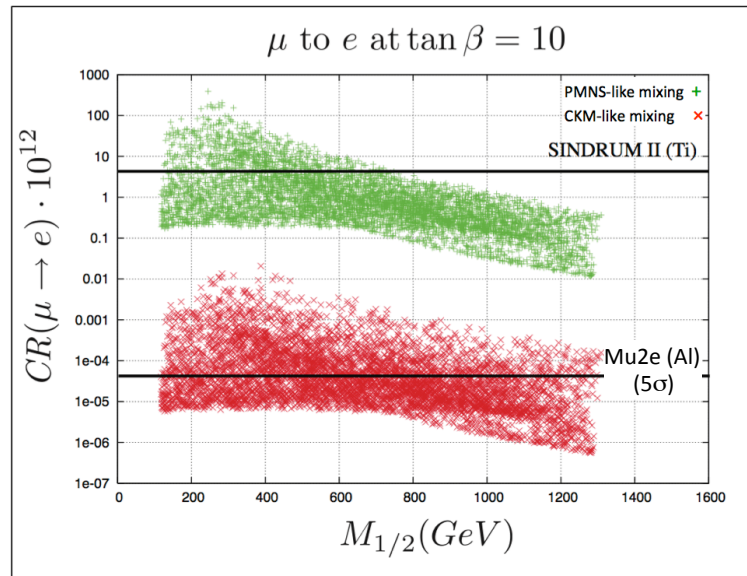 μ to e at tan β = 10
1000
100
10
1
0.1
0.01
0.001
1e-04
1e-05
1e-06
1e-07
0
200
400
600
800
1000
1200
1400
1600
PMNS-like mixing +
CKM-like mixing ×
SINDRUM II (Ti)
Mu2e (Al)
(5σ)
CR(μ → e) · 10¹²
M₁/₂(GeV)